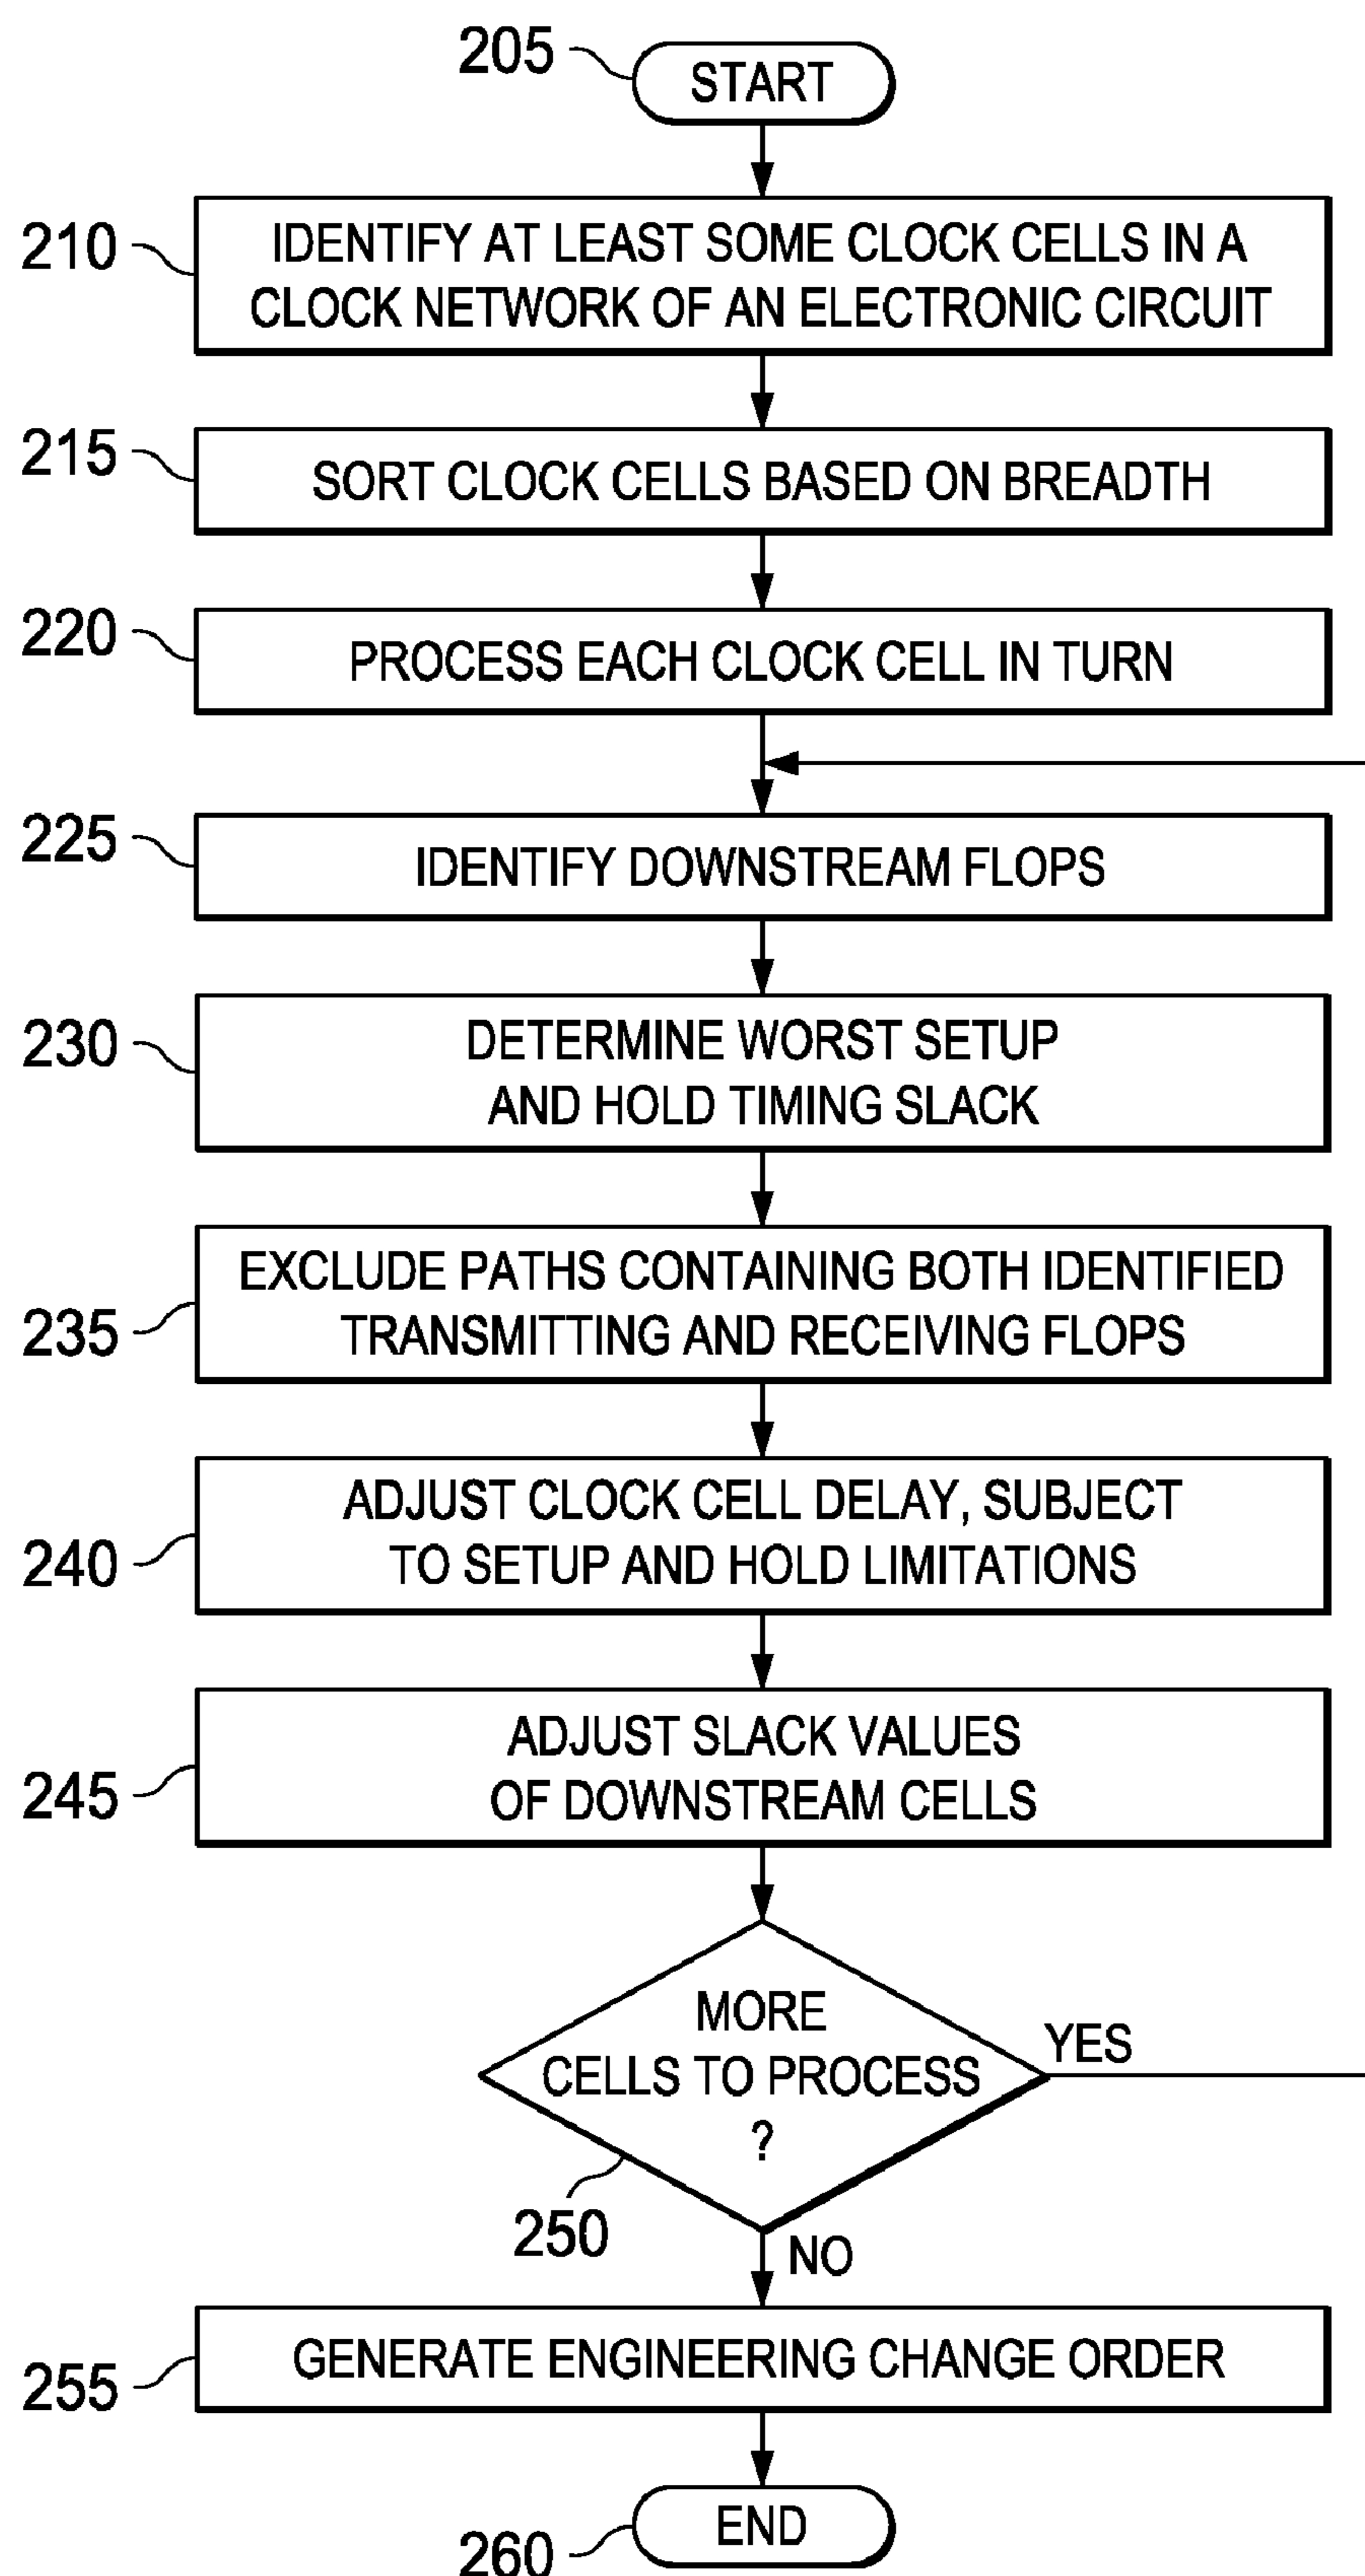 205
START
210
IDENTIFY AT LEAST SOME CLOCK CELLS IN A
CLOCK NETWORK OF AN ELECTRONIC CIRCUIT
215
SORT CLOCK CELLS BASED ON BREADTH
220
PROCESS EACH CLOCK CELL IN TURN
225
IDENTIFY DOWNSTREAM FLOPS
230
DETERMINE WORST SETUP
AND HOLD TIMING SLACK
235
EXCLUDE PATHS CONTAINING BOTH IDENTIFIED
TRANSMITTING AND RECEIVING FLOPS
240
ADJUST CLOCK CELL DELAY, SUBJECT
TO SETUP AND HOLD LIMITATIONS
245
ADJUST SLACK VALUES
OF DOWNSTREAM CELLS
250
MORE
CELLS TO PROCESS
?
YES
NO
255
GENERATE ENGINEERING CHANGE ORDER
260
END